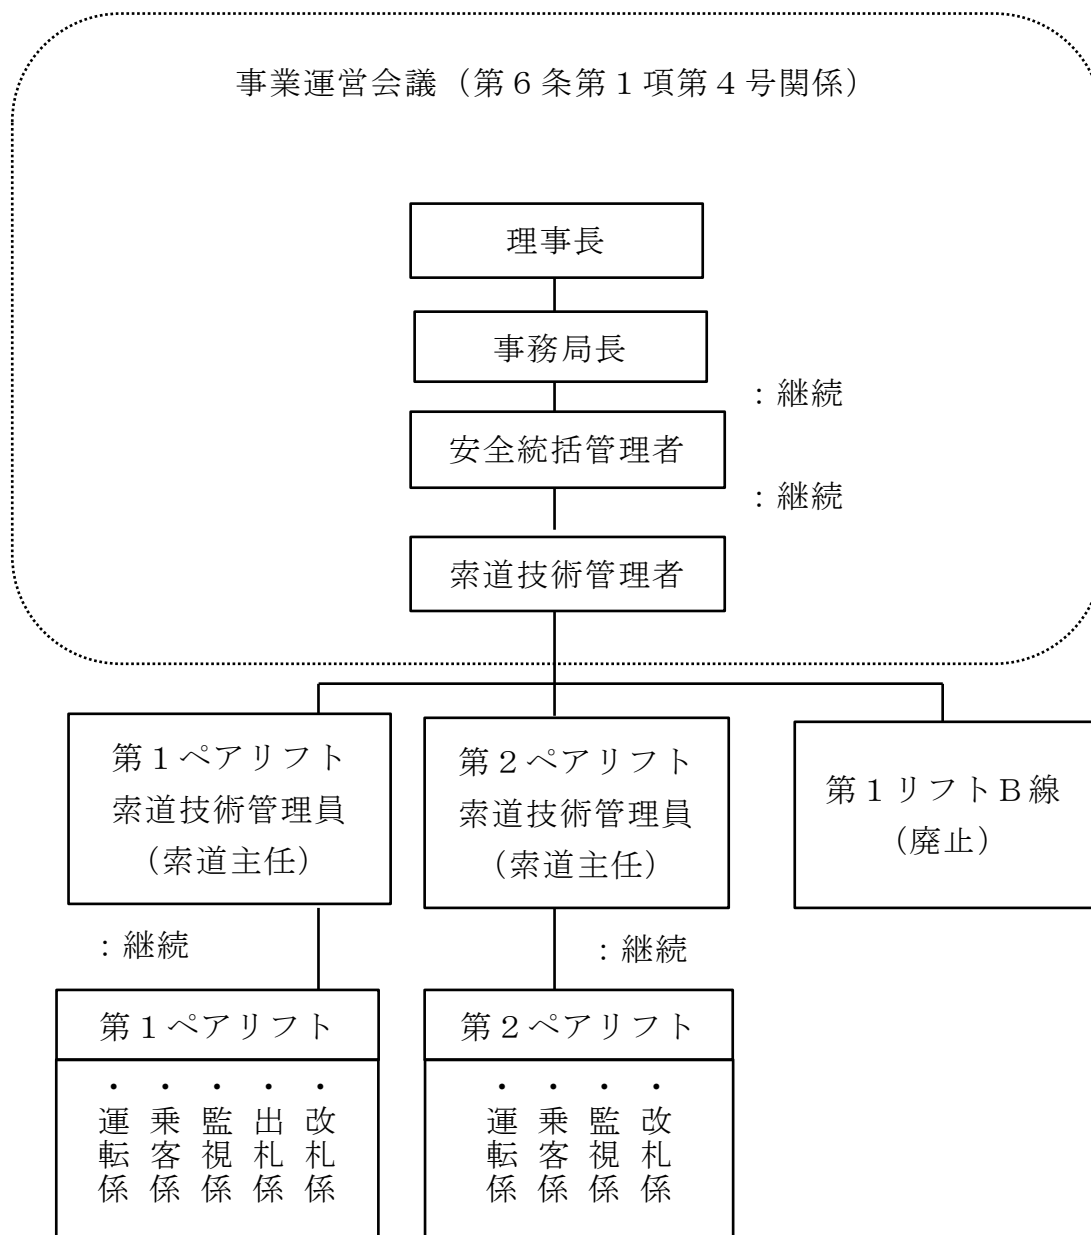 事業運営会議（第６条第１項第４号関係）
理事長
事務局長
：継続
安全統括管理者
：継続
索道技術管理者
第１ペアリフト
索道技術管理員
（索道主任）
第２ペアリフト
索道技術管理員
（索道主任）
第１リフトＢ線
（廃止）
：継続
：継続
第１ペアリフト
・運転係
・乗客係
・監視係
・出札係
・改札係
第２ペアリフト
・運転係
・乗客係
・監視係
・改札係